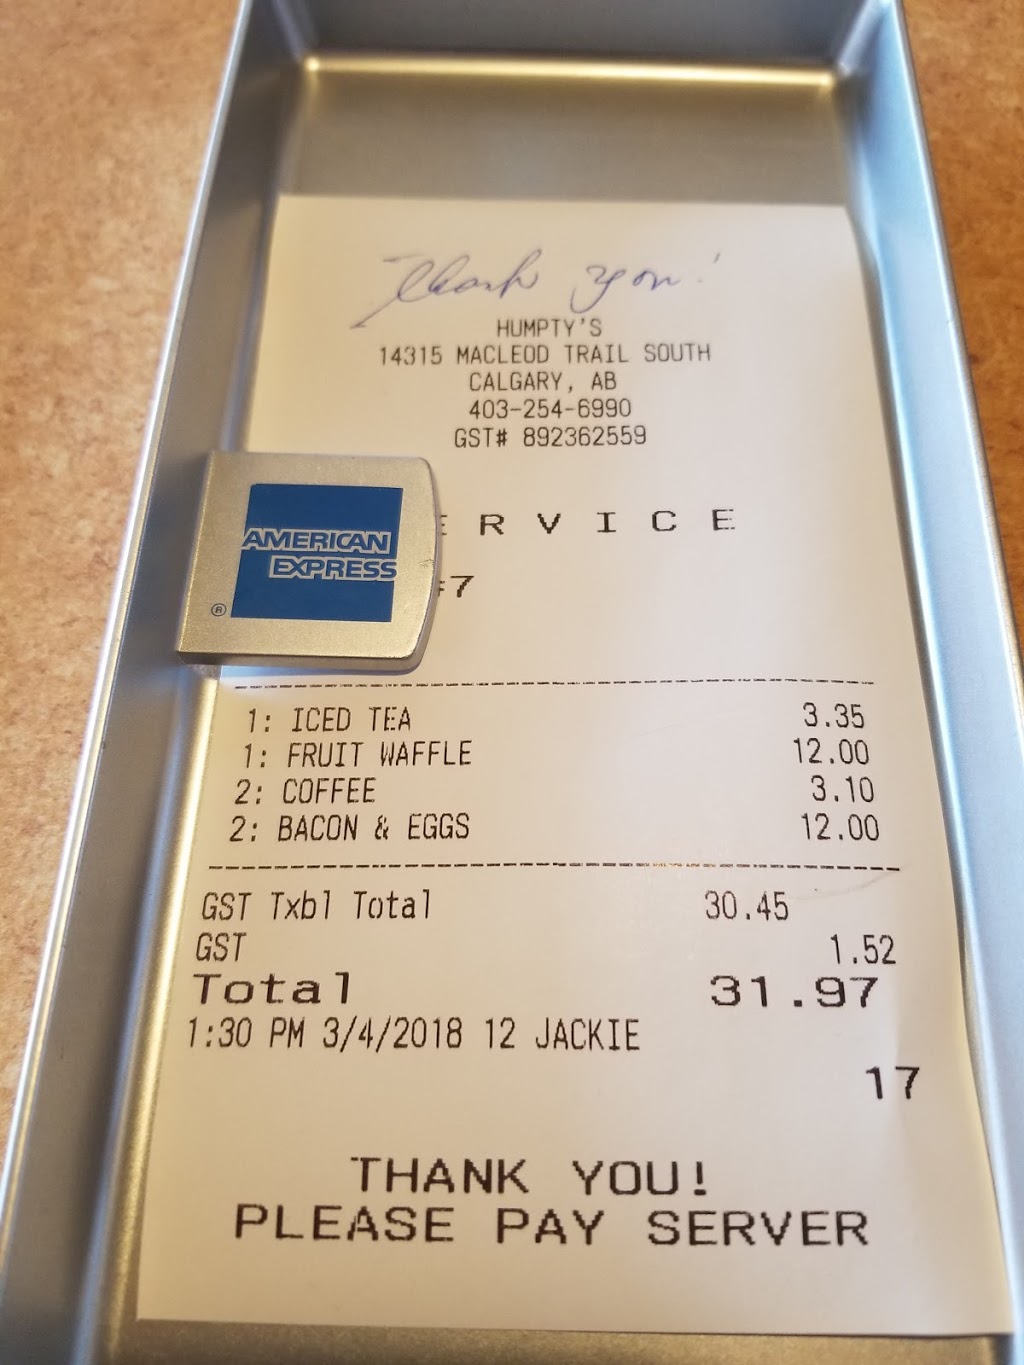 Thank you!
HUMPTY'S
14315 MACLEOD TRAIL SOUTH
CALGARY, AB
403-254-6990
GST# 892362559
ERVICE
AMERICAN
EXPRESS
®
#7
1: ICED TEA 3.35
1: FRUIT WAFFLE 12.00
2: COFFEE 3.10
2: BACON & EGGS 12.00
GST Txbl Total 30.45
GST 1.52
Total 31.97
1:30 PM 3/4/2018 12 JACKIE
17
THANK YOU!
PLEASE PAY SERVER